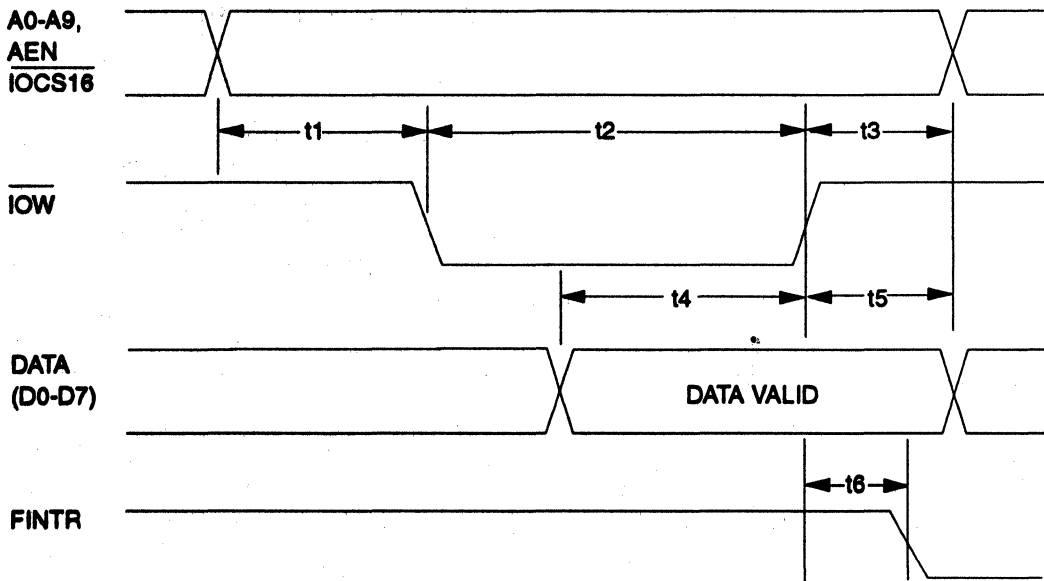 A0-A9,
AEN
IOCS16
t1
t2
t3
IOW
t4
t5
DATA
(D0-D7)
DATA VALID
t6
FINTR